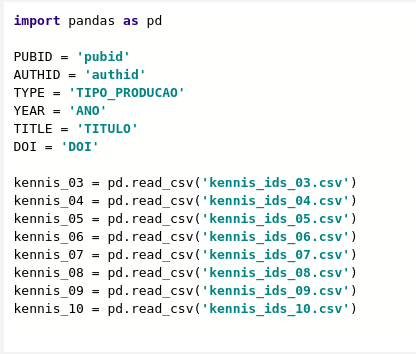 import pandas as pd
PUBID = 'pubid'
AUTHID = 'authid'
TYPE = 'TIPO_PRODUCAO'
YEAR = 'ANO'
TITLE = 'TITULO'
DOI = 'DOI'
kennis_03 = pd.read_csv('kennis_ids_03.csv')
kennis_04 = pd.read_csv('kennis_ids_04.csv')
kennis_05 = pd.read_csv('kennis_ids_05.csv')
kennis_06 = pd.read_csv('kennis_ids_06.csv')
kennis_07 = pd.read_csv('kennis_ids_07.csv')
kennis_08 = pd.read_csv('kennis_ids_08.csv')
kennis_09 = pd.read_csv('kennis_ids_09.csv')
kennis_10 = pd.read_csv('kennis_ids_10.csv')